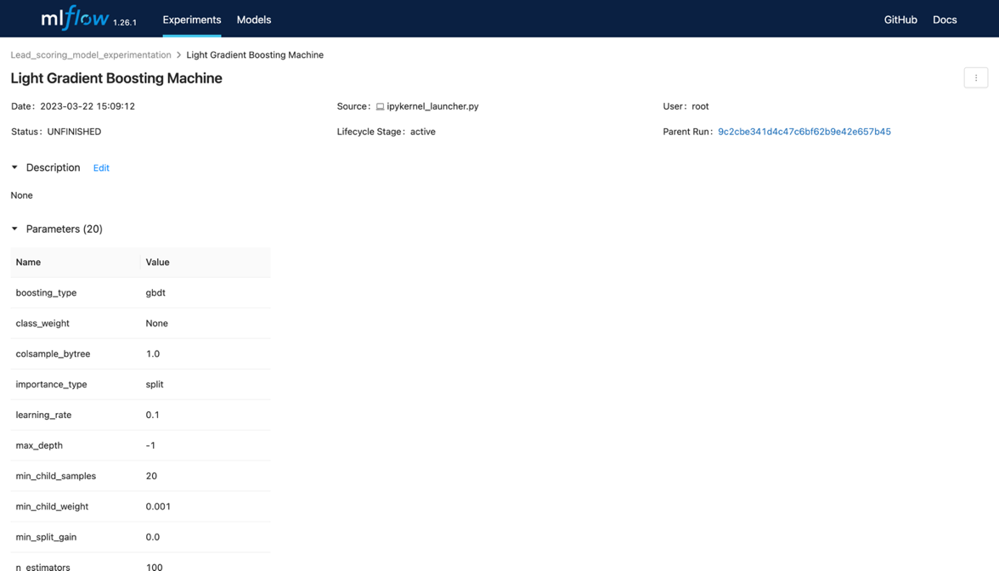 mlflow 1.26.1 Experiments Models GitHub Docs
Lead_scoring_model_experimentation > Light Gradient Boosting Machine
Light Gradient Boosting Machine
Date: 2023-03-22 15:09:12 Source: ipykernel_launcher.py User: root
Status: UNFINISHED Lifecycle Stage: active Parent Run: 9c2cbe341d4c47c6bf62b9e42e657b45
Description Edit
None
Parameters (20)
Name Value
boosting_type gbdt
class_weight None
colsample_bytree 1.0
importance_type split
learning_rate 0.1
max_depth -1
min_child_samples 20
min_child_weight 0.001
min_split_gain 0.0
n_estimators 100